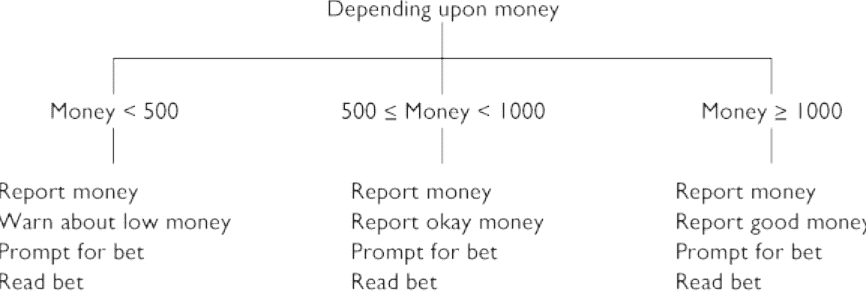 Depending upon money
Money < 500
500 ≤ Money < 1000
Money ≥ 1000
Report money
Warn about low money
Prompt for bet
Read bet
Report money
Report okay money
Prompt for bet
Read bet
Report money
Report good money
Prompt for bet
Read bet